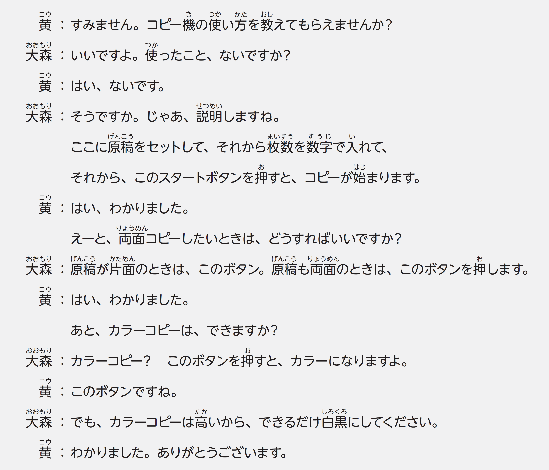 黄：すみません。コピー機の使い方を教えてもらえませんか？
大森：いいですよ。使ったこと、ないですか？
黄：はい、ないです。
大森：そうですか。じゃあ、説明しますね。
ここに原稿をセットして、それから枚数を数字で入れて、
それから、このスタートボタンを押すと、コピーが始まります。
黄：はい、わかりました。
えーと、両面コピーしたいときは、どうすればいいですか？
大森：原稿が片面のときは、このボタン。原稿も両面のときは、このボタンを押します。
黄：はい、わかりました。
あと、カラーコピーは、できますか？
大森：カラーコピー？　このボタンを押すと、カラーになりますよ。
黄：このボタンですね。
大森：でも、カラーコピーは高いから、できるだけ白黒にしてください。
黄：わかりました。ありがとうございます。